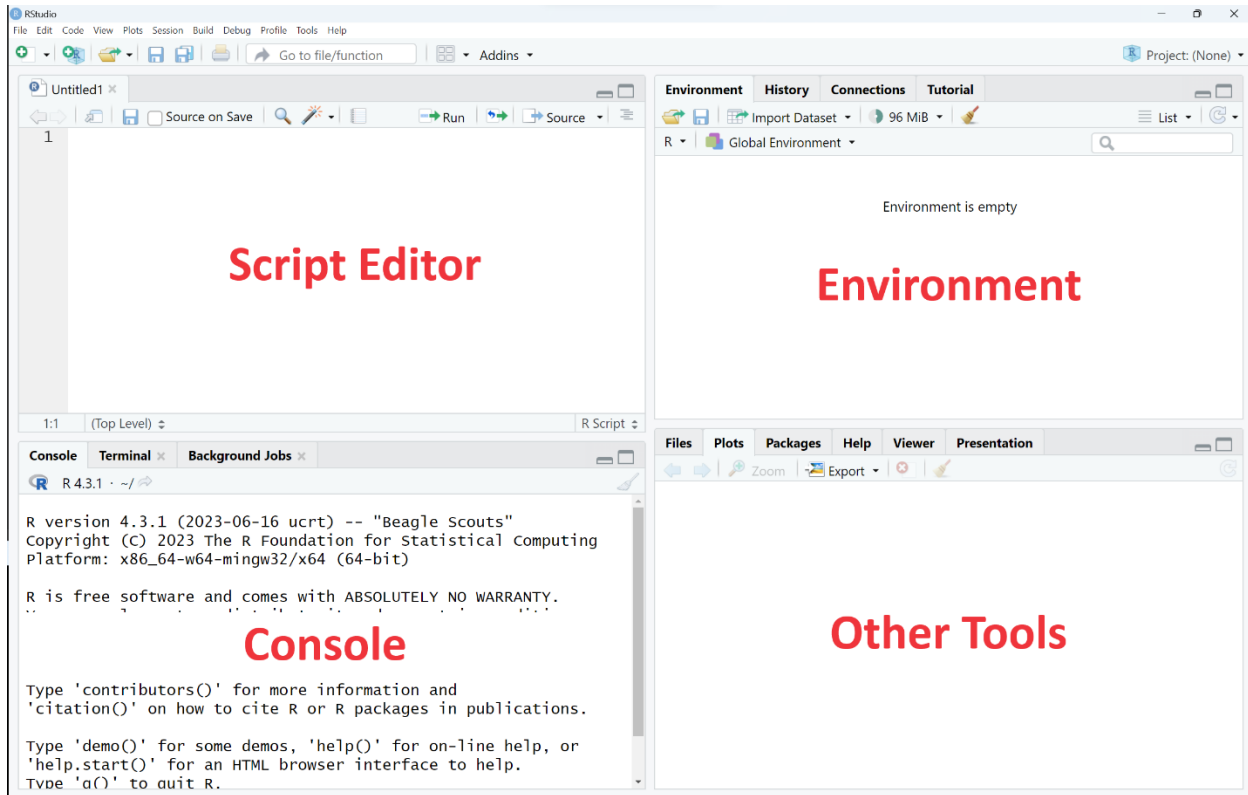 RStudio
File Edit Code View Plots Session Build Debug Profile Tools Help
Go to file/function Addins Project: (None)
Untitled1
Source on Save Run Source
1
Script Editor
1:1 (Top Level) R Script
Console Terminal Background Jobs
R 4.3.1 · ~/
R version 4.3.1 (2023-06-16 ucrt) -- "Beagle Scouts"
Copyright (C) 2023 The R Foundation for Statistical Computing
Platform: x86_64-w64-mingw32/x64 (64-bit)
R is free software and comes with ABSOLUTELY NO WARRANTY.
Console
Type 'contributors()' for more information and
'citation()' on how to cite R or R packages in publications.
Type 'demo()' for some demos, 'help()' for on-line help, or
'help.start()' for an HTML browser interface to help.
Type 'q()' to quit R.
Environment History Connections Tutorial
Import Dataset 96 MiB List
R Global Environment
Environment is empty
Environment
Files Plots Packages Help Viewer Presentation
Zoom Export
Other Tools